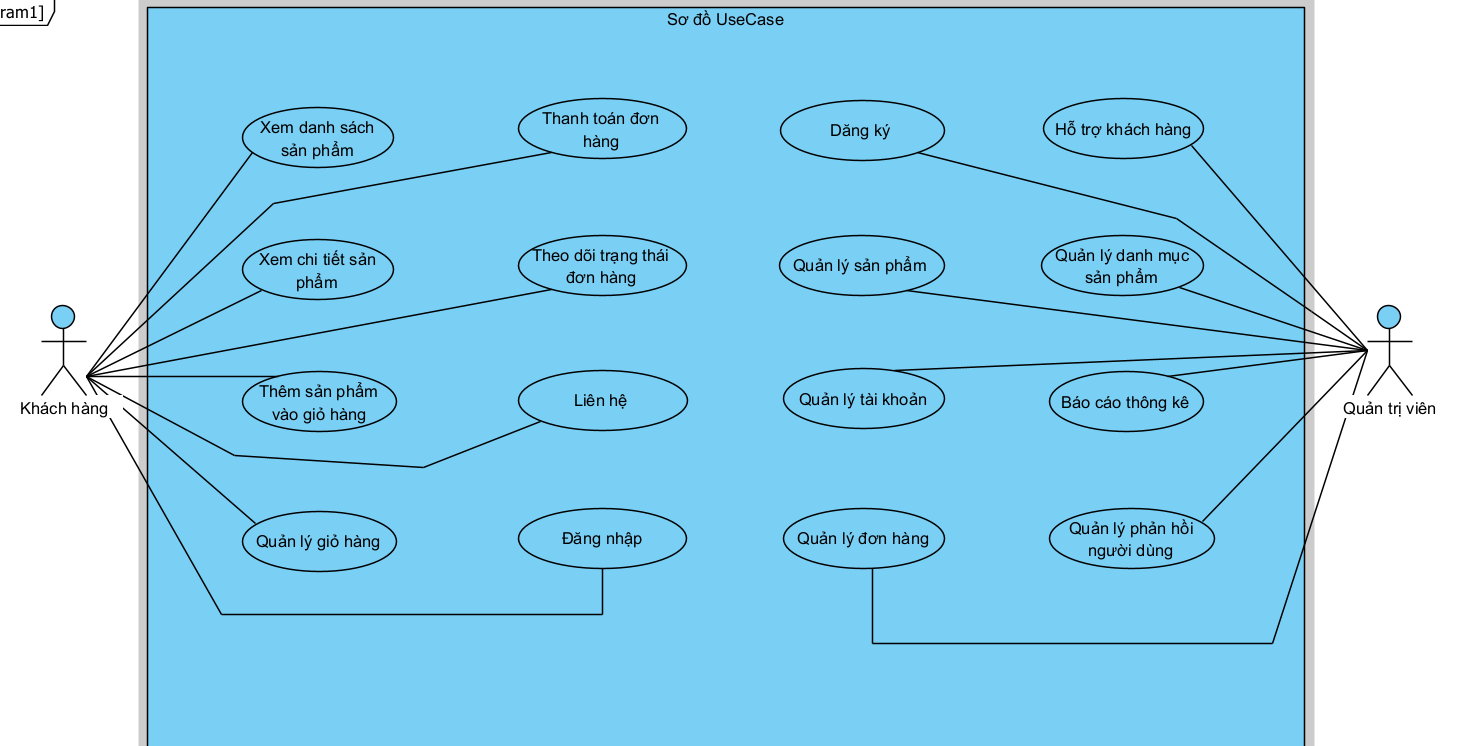 ram1]
Sơ đồ UseCase
Xem danh sách
sản phẩm
Thanh toán đơn
hàng
Dăng ký
Hỗ trợ khách hàng
Xem chi tiết sản
phẩm
Theo dõi trạng thái
đơn hàng
Quản lý sản phẩm
Quản lý danh mục
sản phẩm
Thêm sản phẩm
vào giỏ hàng
Liên hệ
Quản lý tài khoản
Báo cáo thông kê
Khách hàng
Quản trị viên
Quản lý giỏ hàng
Đăng nhập
Quản lý đơn hàng
Quản lý phản hồi
người dùng